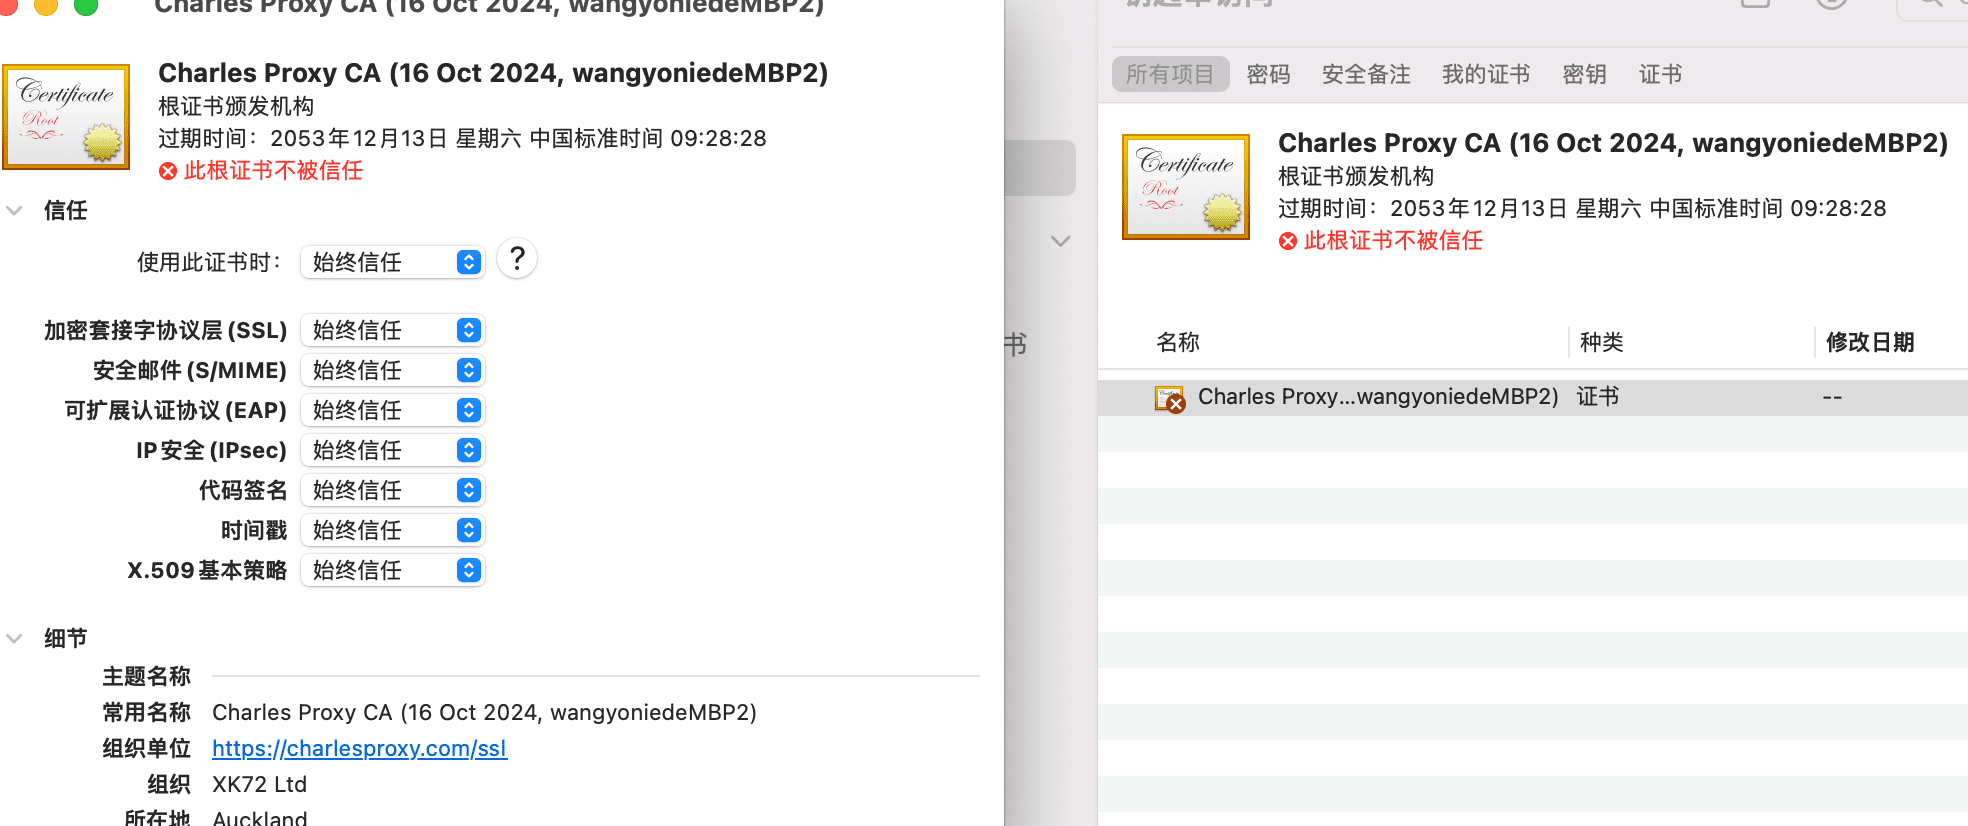 Charles Proxy CA (16 Oct 2024, wangyoniedeMBP2)
Charles Proxy CA (16 Oct 2024, wangyoniedeMBP2)
根证书颁发机构
过期时间：2053年12月13日 星期六 中国标准时间 09:28:28
此根证书不被信任
信任
使用此证书时： 始终信任 ?
加密套接字协议层 (SSL) 始终信任
安全邮件 (S/MIME) 始终信任
可扩展认证协议 (EAP) 始终信任
IP 安全 (IPsec) 始终信任
代码签名 始终信任
时间戳 始终信任
X.509 基本策略 始终信任
细节
主题名称
常用名称 Charles Proxy CA (16 Oct 2024, wangyoniedeMBP2)
组织单位 https://charlesproxy.com/ssl
组织 XK72 Ltd
所在地 Auckland
书
钥匙串访问
所有项目 密码 安全备注 我的证书 密钥 证书
Certificate
Root
Charles Proxy CA (16 Oct 2024, wangyoniedeMBP2)
根证书颁发机构
过期时间：2053年12月13日 星期六 中国标准时间 09:28:28
此根证书不被信任
Certificate
Root
名称 种类 修改日期
Charles Proxy...wangyoniedeMBP2) 证书 --